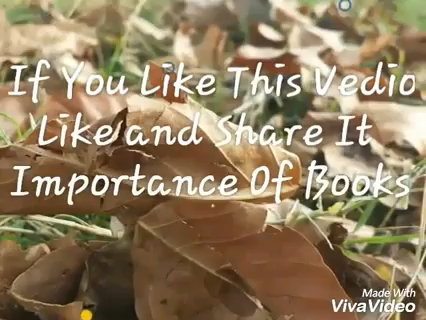 If You Like This Vedio
Like and Share It
Importance Of Books
Made With
VivaVideo